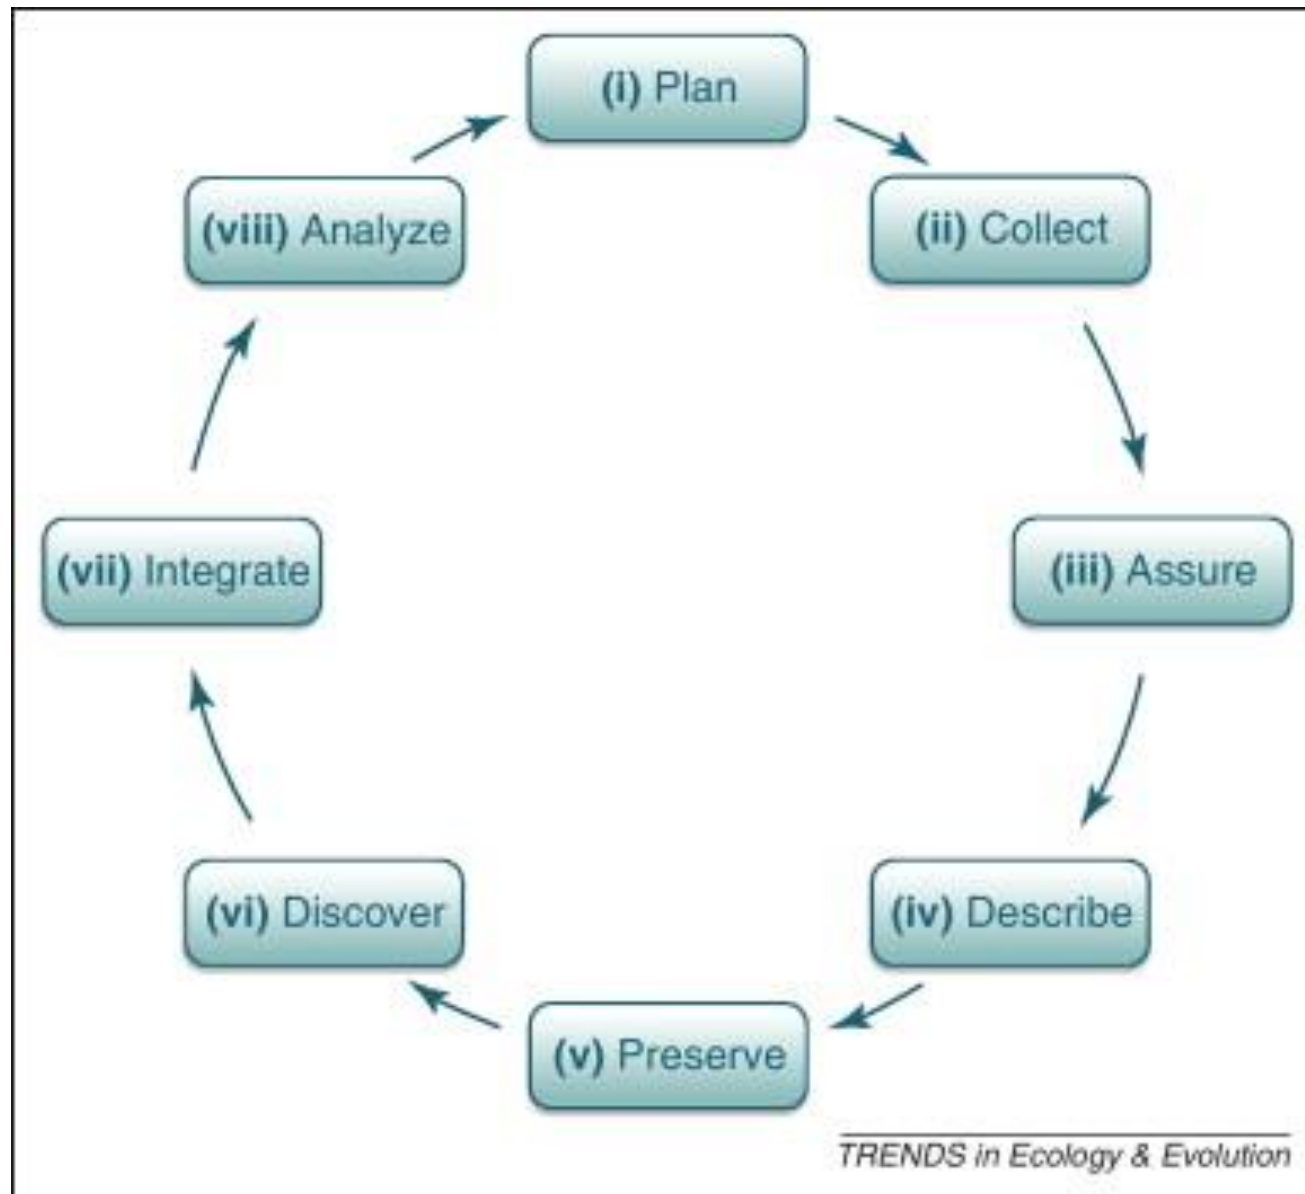 (i) Plan
(ii) Collect
(iii) Assure
(iv) Describe
(v) Preserve
(vi) Discover
(vii) Integrate
(viii) Analyze
TRENDS in Ecology & Evolution